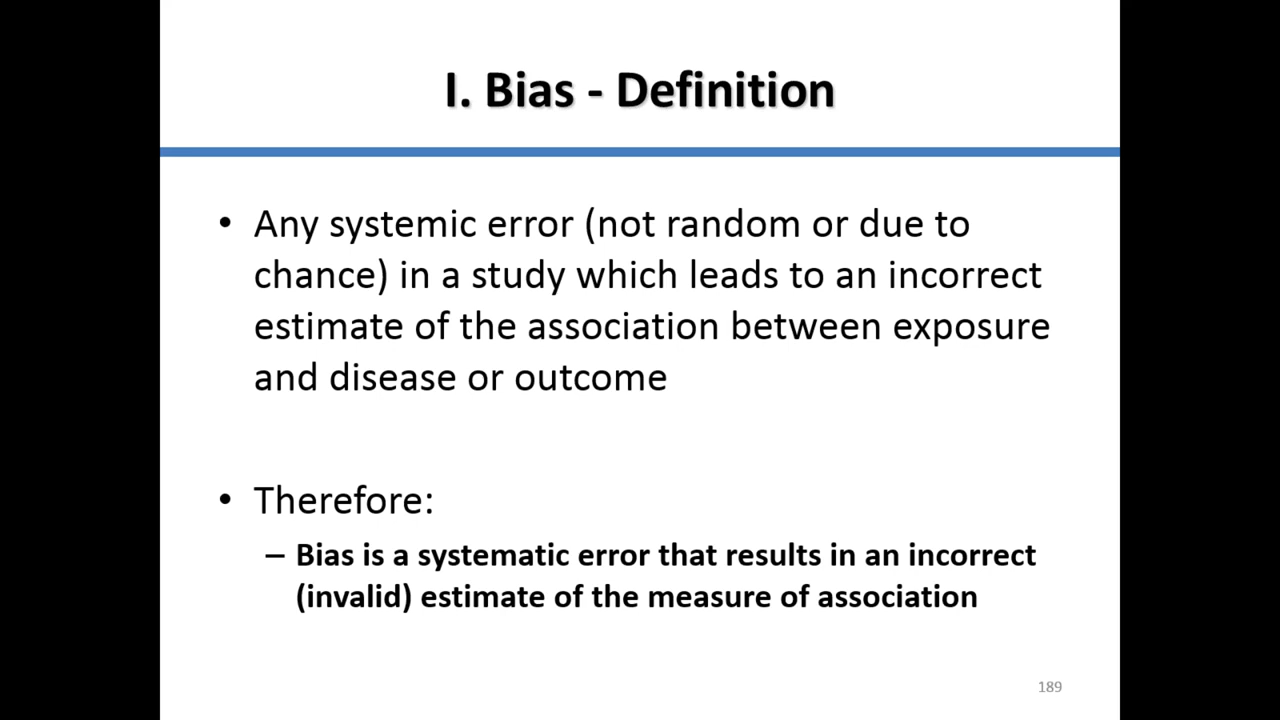 I. Bias - Definition
• Any systemic error (not random or due to
chance) in a study which leads to an incorrect
estimate of the association between exposure
and disease or outcome
• Therefore:
– Bias is a systematic error that results in an incorrect
(invalid) estimate of the measure of association
189